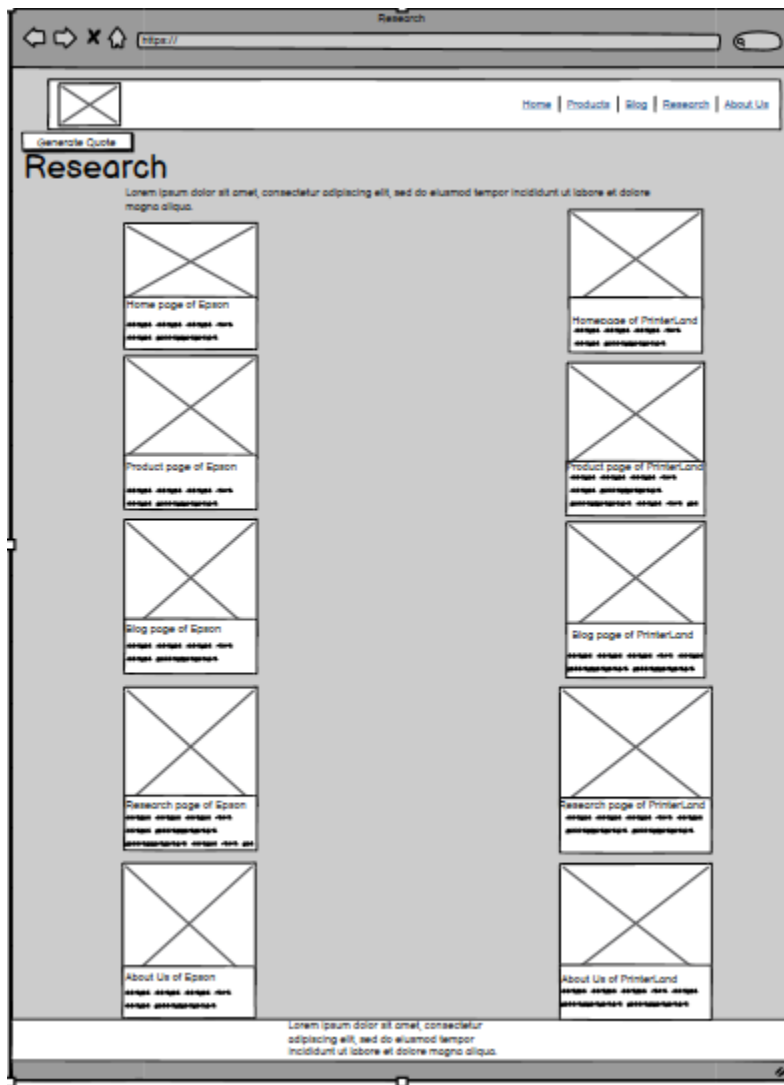 Research
https://
Home | Products | Blog | Research | About Us
Generate Quote
Research
Lorem ipsum dolor sit amet, consectetur adipiscing elit, sed do eiusmod tempor incididunt ut labore et dolore
magna aliqua.
Home page of Epson
Homepage of PrinterLand
Product page of Epson
Product page of PrinterLand
Blog page of Epson
Blog page of PrinterLand
Research page of Epson
Research page of PrinterLand
About Us of Epson
About Us of PrinterLand
Lorem ipsum dolor sit amet, consectetur
adipiscing elit, sed do eiusmod tempor
incididunt ut labore et dolore magna aliqua.